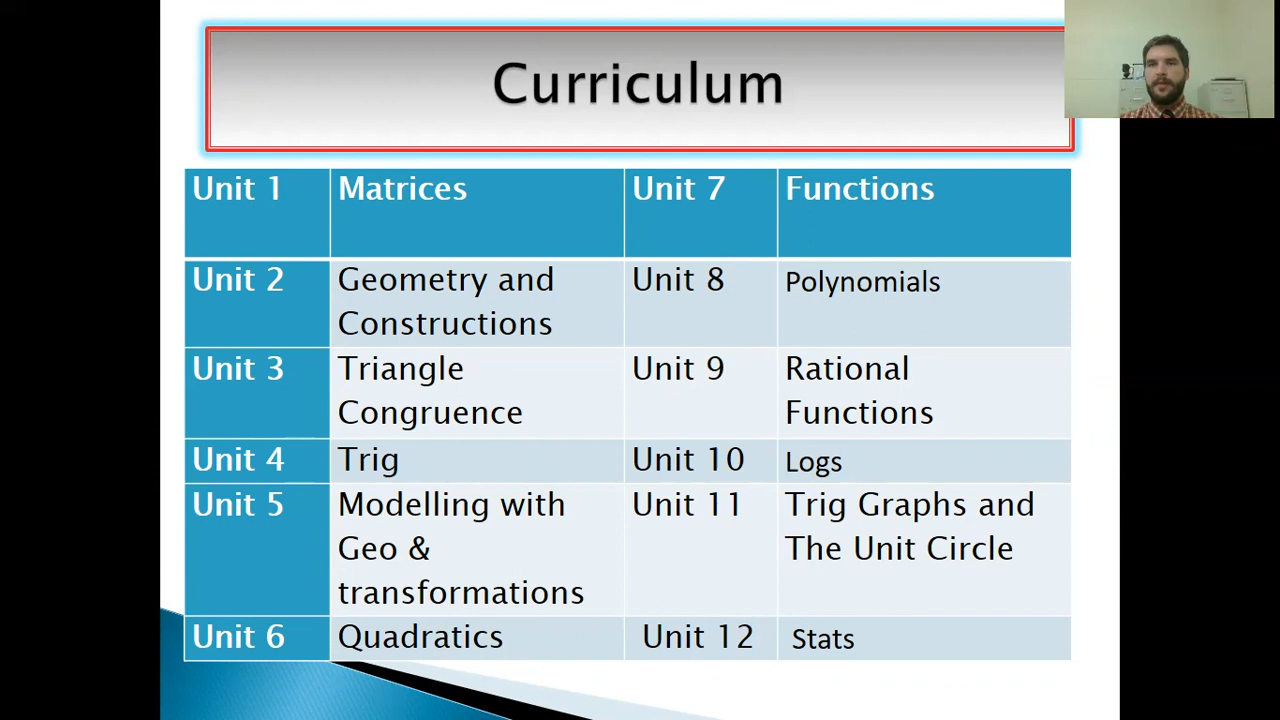 Curriculum
Unit 1 Matrices Unit 7 Functions
Unit 2 Geometry and Unit 8 Polynomials
Constructions
Unit 3 Triangle Unit 9 Rational
Congruence Functions
Unit 4 Trig Unit 10 Logs
Unit 5 Modelling with Unit 11 Trig Graphs and
Geo & The Unit Circle
transformations
Unit 6 Quadratics Unit 12 Stats